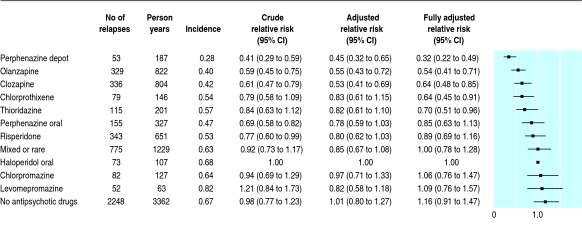 No of relapses Person years Incidence Crude relative risk (95% CI) Adjusted relative risk (95% CI) Fully adjusted relative risk (95% CI)
Perphenazine depot 53 187 0.28 0.41 (0.29 to 0.59) 0.45 (0.32 to 0.65) 0.32 (0.22 to 0.49)
Olanzapine 329 822 0.40 0.59 (0.45 to 0.75) 0.55 (0.43 to 0.72) 0.54 (0.41 to 0.71)
Clozapine 336 804 0.42 0.61 (0.47 to 0.79) 0.53 (0.41 to 0.69) 0.64 (0.48 to 0.85)
Chlorprothixene 79 146 0.54 0.79 (0.58 to 1.09) 0.83 (0.61 to 1.15) 0.64 (0.45 to 0.91)
Thioridazine 115 201 0.57 0.84 (0.63 to 1.12) 0.82 (0.61 to 1.10) 0.70 (0.51 to 0.96)
Perphenazine oral 155 327 0.47 0.69 (0.58 to 0.82) 0.78 (0.59 to 1.03) 0.85 (0.63 to 1.13)
Risperidone 343 651 0.53 0.77 (0.60 to 0.99) 0.80 (0.62 to 1.03) 0.89 (0.69 to 1.16)
Mixed or rare 775 1229 0.63 0.92 (0.73 to 1.17) 0.85 (0.67 to 1.08) 1.00 (0.78 to 1.28)
Haloperidol oral 73 107 0.68 1.00 1.00 1.00
Chlorpromazine 82 127 0.64 0.94 (0.69 to 1.29) 0.97 (0.71 to 1.33) 1.06 (0.76 to 1.47)
Levomepromazine 52 63 0.82 1.21 (0.84 to 1.73) 0.82 (0.58 to 1.18) 1.09 (0.76 to 1.57)
No antipsychotic drugs 2248 3362 0.67 0.98 (0.77 to 1.23) 1.01 (0.80 to 1.27) 1.16 (0.91 to 1.47)
0 1.0